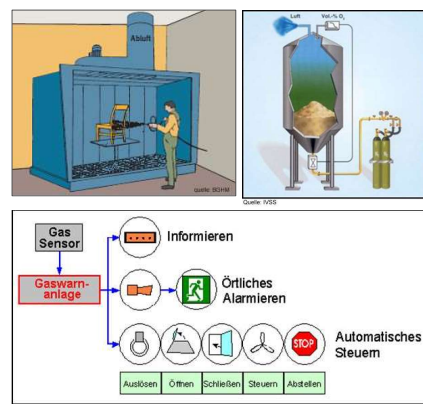 Abluft
quelle: BGHM
Luft
Vol.-% O₂
Quelle: IVSS
Gas
Sensor
Gaswarn-
anlage
Informieren
Örtliches
Alarmieren
STOP
Automatisches
Steuern
Auslösen Öffnen Schließen Steuern Abstellen